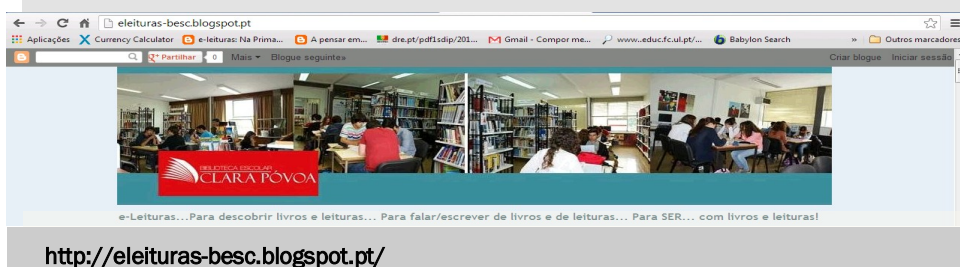 eleituras-besc.blogspot.pt
Aplicações Currency Calculator e-leituras: Na Prima... A pensar em... dre.pt/pdf1sdip/201... Gmail - Compor me... www..educ.fc.ul.pt/... Babylon Search » Outros marcadores
Partilhar 0 Mais Blogue seguinte» Criar blogue Iniciar sessão
BIBLIOTECA ESCOLAR
CLARA PÓVOA
e-Leituras...Para descobrir livros e leituras... Para falar/escrever de livros e de leituras... Para SER... com livros e leituras!
http://eleituras-besc.blogspot.pt/